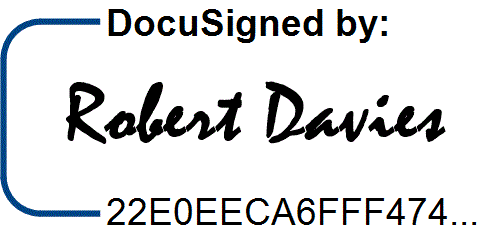 DocuSigned by:
Robert Davies
22E0EECA6FFF474...